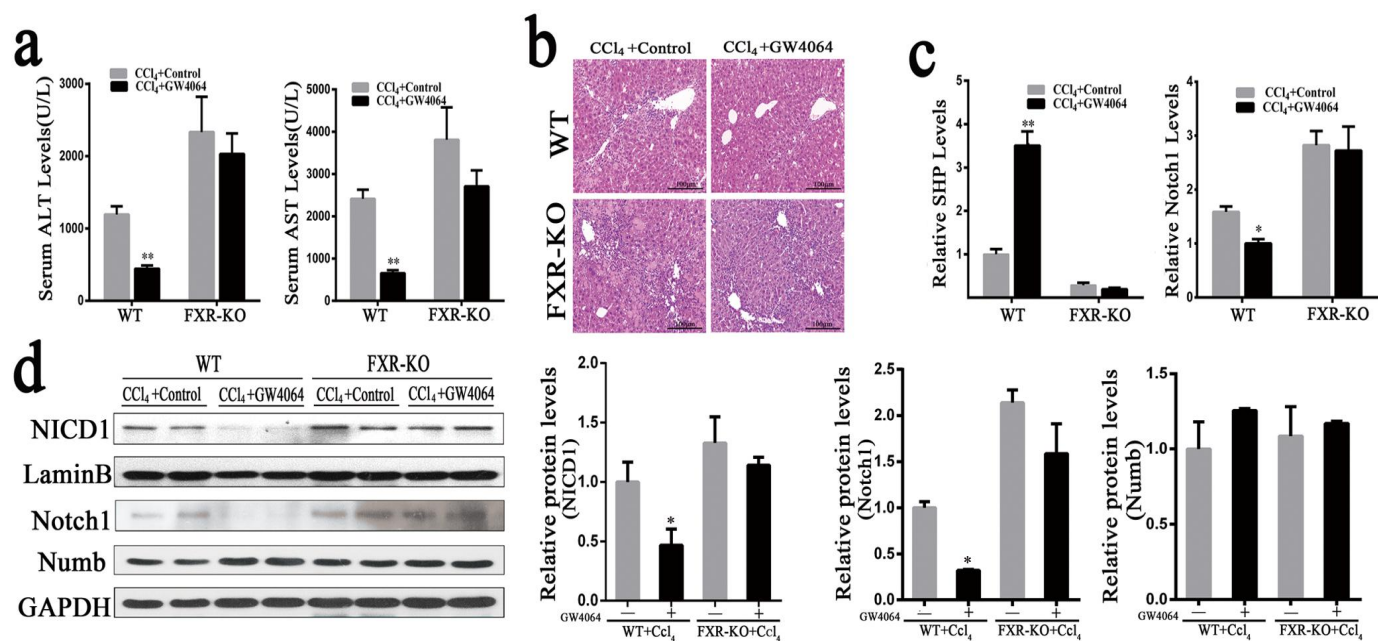 a
Serum ALT Levels(U/L)
3000
2000
1000
0
CCl4+Control
CCl4+GW4064
**
WT
FXR-KO
Serum AST Levels(U/L)
5000
4000
3000
2000
1000
0
CCl4+Control
CCl4+GW4064
**
WT
FXR-KO
b
CCl4+Control
CCl4+GW4064
WT
FXR-KO
100μm
100μm
100μm
100μm
c
Relative SHP Levels
5
4
3
2
1
CCl4+Control
CCl4+GW4064
**
WT
FXR-KO
Relative Notch1 Levels
4
3
2
1
0
CCl4+Control
CCl4+GW4064
*
WT
FXR-KO
d
WT
FXR-KO
CCl4+Control
CCl4+GW4064
CCl4+Control
CCl4+GW4064
NICD1
LaminB
Notch1
Numb
GAPDH
Relative protein levels
(NICD1)
2.0
1.5
1.0
0.5
0.0
*
GW4064
—
+
—
+
WT+Ccl4
FXR-KO+Ccl4
Relative protein levels
(Notch1)
2.5
2.0
1.5
1.0
0.5
0.0
*
GW4064
—
+
—
+
WT+Ccl4
FXR-KO+Ccl4
Relative protein levels
(Numb)
1.5
1.0
0.5
0.0
GW4064
—
+
—
+
WT+Ccl4
FXR-KO+Ccl4